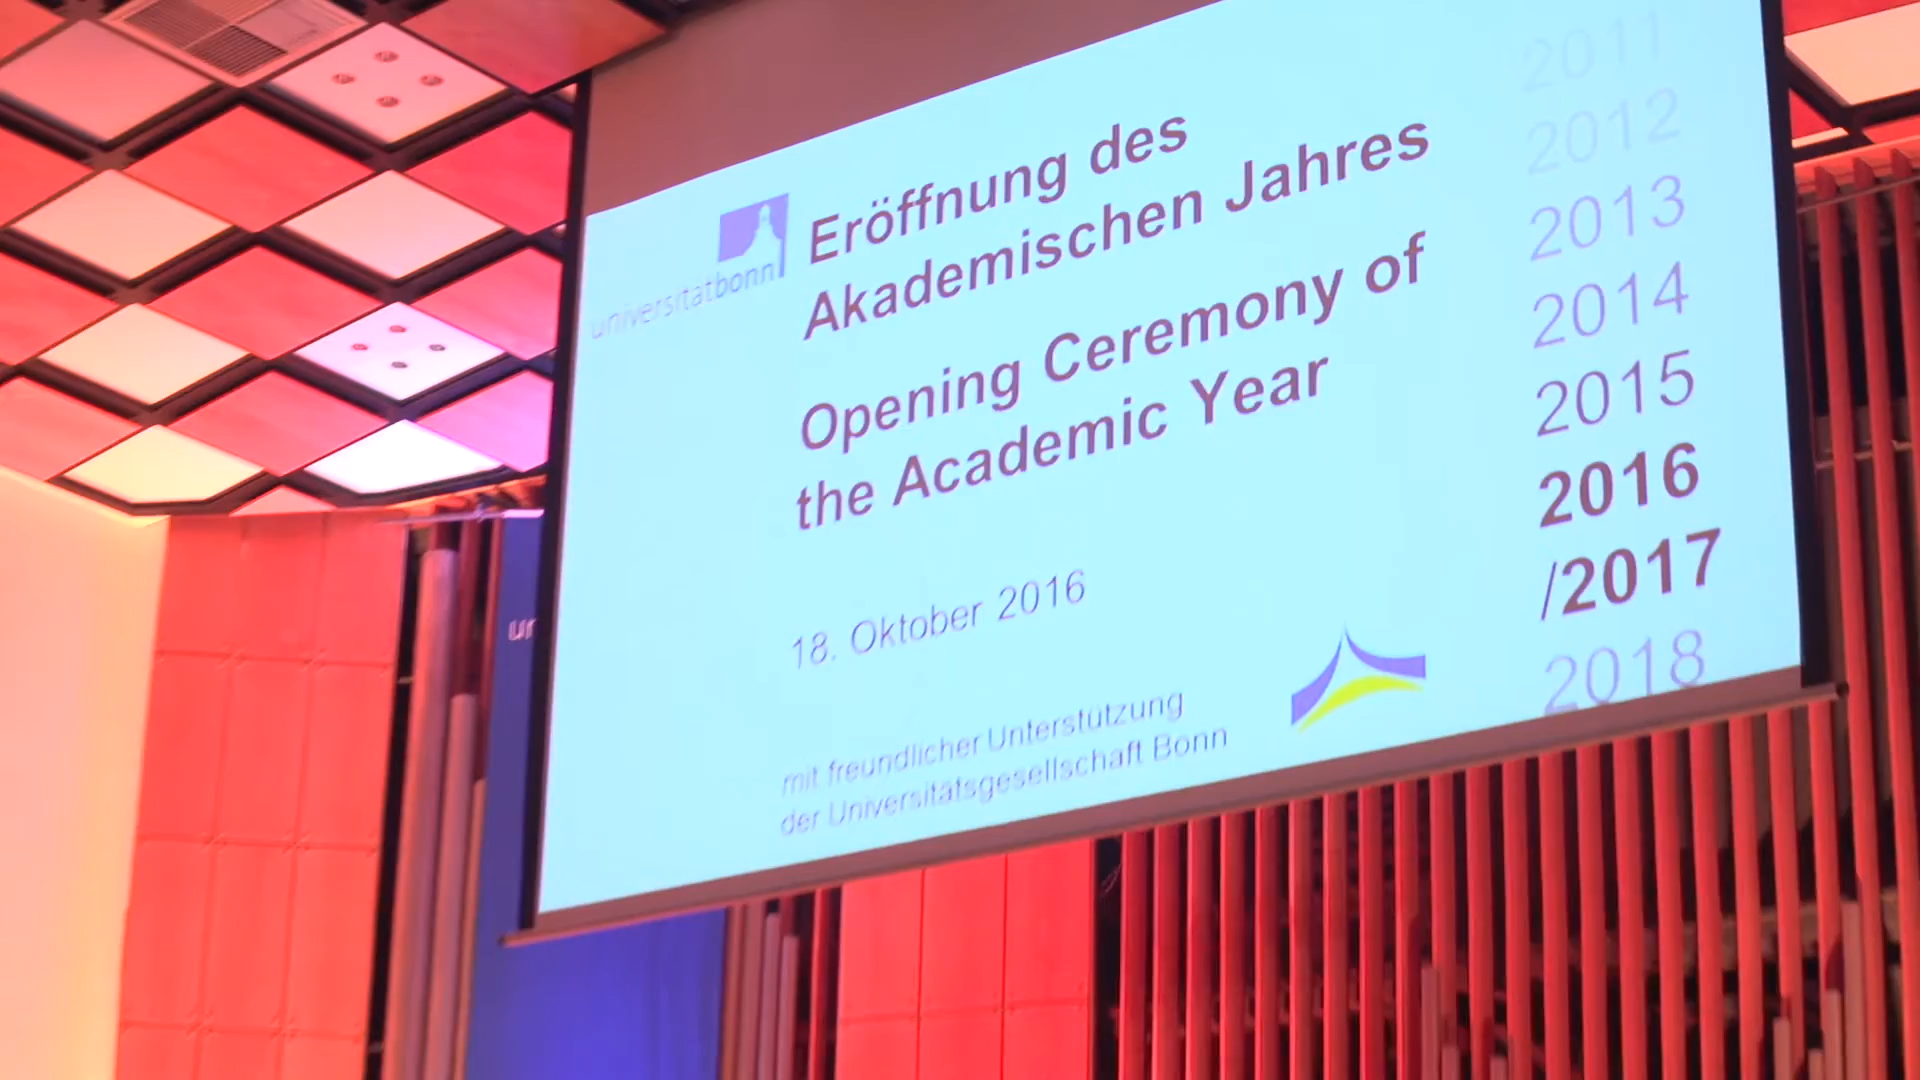 universitätbonn
Eröffnung des
Akademischen Jahres
Opening Ceremony of
the Academic Year
18. Oktober 2016
mit freundlicher Unterstützung
der Universitätsgesellschaft Bonn
2011
2012
2013
2014
2015
2016
/2017
2018